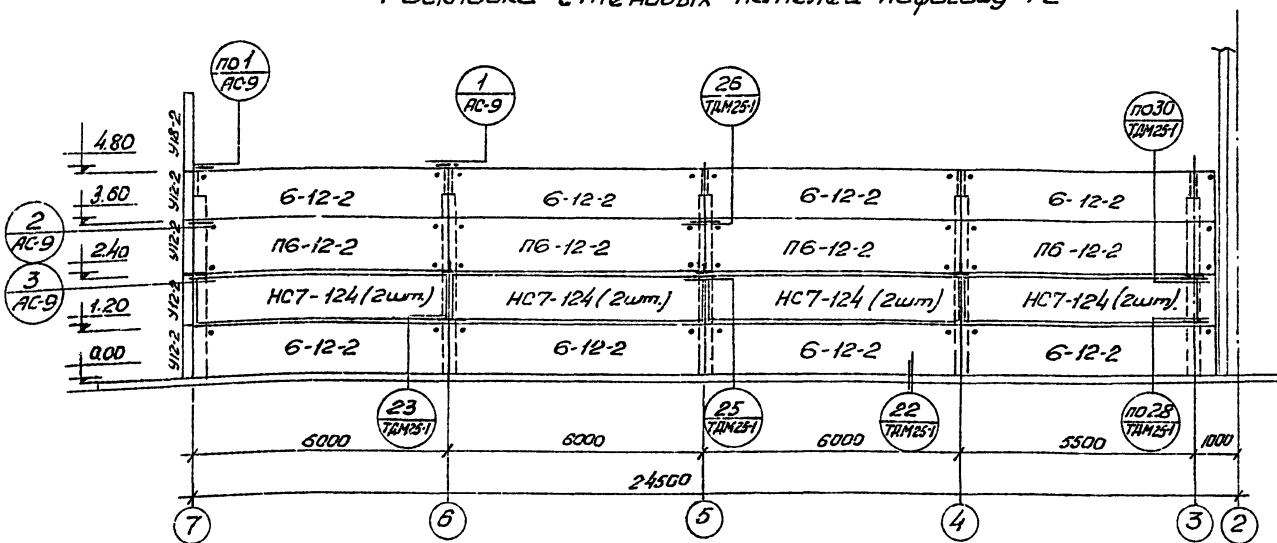 Раскладка стеновых панелей по фасаду 7-2
по 1
АС-9
1
АС-9
26
ТДМ25-1
по 30
ТДМ25-1
4.80
3.60
2.40
1.20
0.00
2
АС-9
3
АС-9
У18-2
У12-2
У12-2
У12-2
У12-2
6-12-2 6-12-2 6-12-2 6-12-2
П6-12-2 П6-12-2 П6-12-2 П6-12-2
НС7-124 (2шт.) НС7-124 (2шт.) НС7-124 (2шт.) НС7-124 (2шт.)
6-12-2 6-12-2 6-12-2 6-12-2
23
ТДМ25-1
25
ТДМ25-1
22
ТДМ25-1
по 28
ТДМ25-1
6000 6000 6000 5500 1000
24500
7 6 5 4 3 2